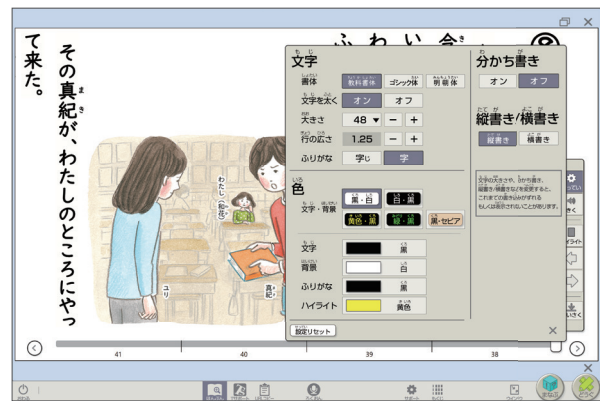 その真紀が、わたしのところにやっ
て来た。
わたし（和花）
真紀
ユリ
文字
書体
教科書体
ゴシック体
明朝体
文字を太く
オン
オフ
大きさ
48
行の広さ
1.25
ふりがな
字
色
文字・背景
黒・白
白・黒
黄色・黒
緑・黒
黒・セピア
文字
黒
背景
白
ふりがな
黒
ハイライト
黄色
設定リセット
分かち書き
オン
オフ
縦書き/横書き
縦書き
横書き
文字の大きさや、分かち書き、
縦書き/横書きなどを変更すると、
これまでの書き込みがずれる
もしくは表示されないことがあります。
41
40
39
38
まなぶ
どうぐ